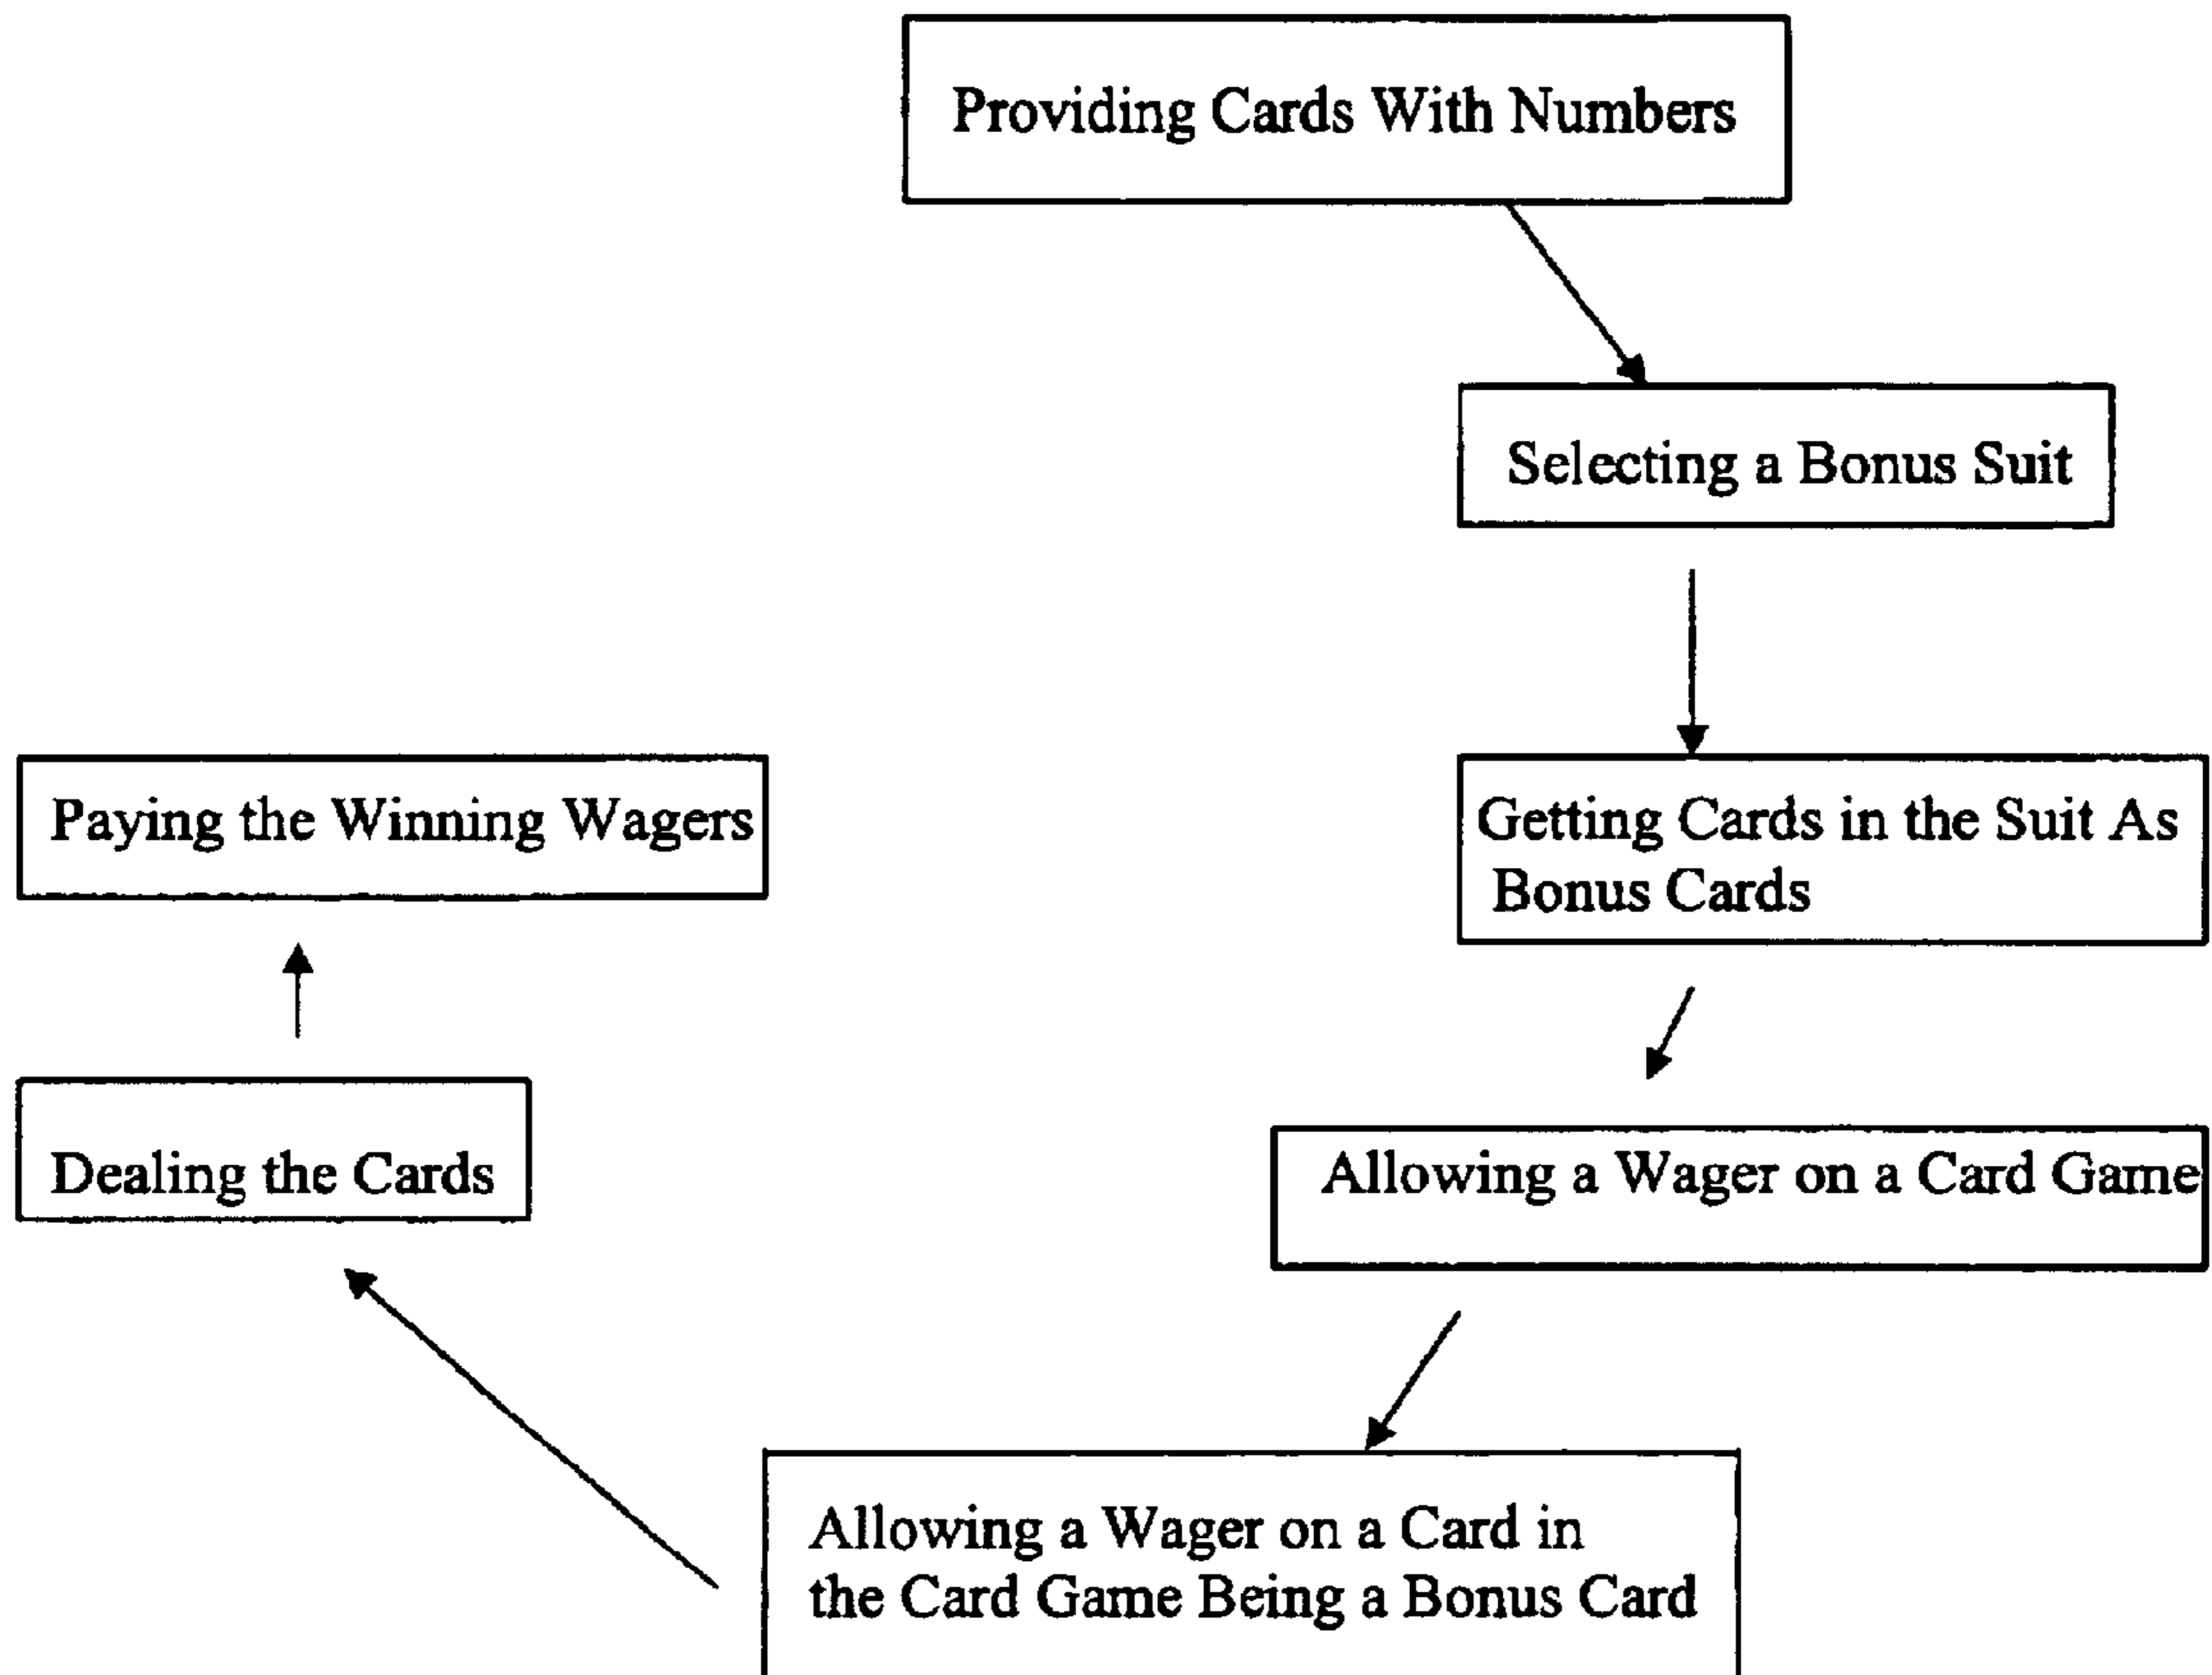 Providing Cards With Numbers
Selecting a Bonus Suit
Getting Cards in the Suit As
Bonus Cards
Allowing a Wager on a Card Game
Allowing a Wager on a Card in
the Card Game Being a Bonus Card
Dealing the Cards
Paying the Winning Wagers